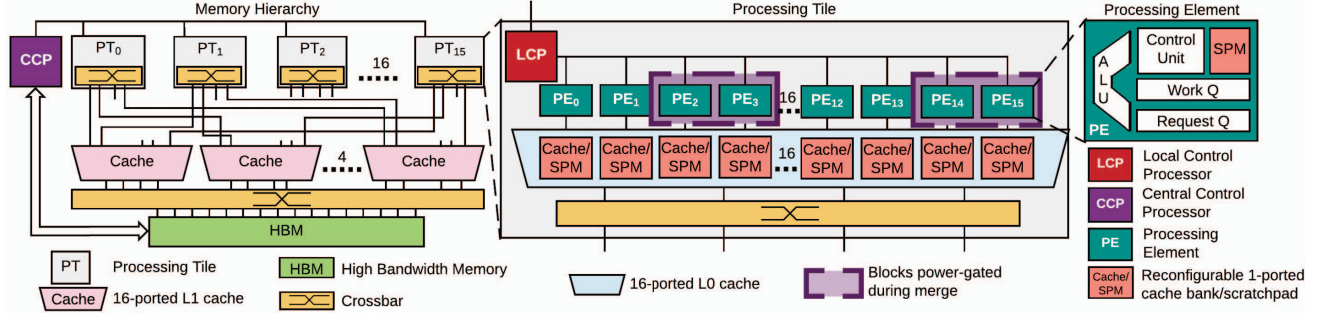 Memory Hierarchy
CCP
PT0
PT1
PT2
16
PT15
Cache
Cache
4
Cache
HBM
PT
Processing Tile
HBM
High Bandwidth Memory
Cache
16-ported L1 cache
Crossbar
Processing Tile
LCP
PE0
PE1
PE2
PE3
16
PE12
PE13
PE14
PE15
Cache/
SPM
Cache/
SPM
Cache/
SPM
Cache/
SPM
16
Cache/
SPM
Cache/
SPM
Cache/
SPM
Cache/
SPM
16-ported L0 cache
Blocks power-gated
during merge
Processing Element
ALU
Control
Unit
SPM
Work Q
Request Q
PE
LCP
Local Control
Processor
CCP
Central Control
Processor
PE
Processing
Element
Cache/
SPM
Reconfigurable 1-ported
cache bank/scratchpad